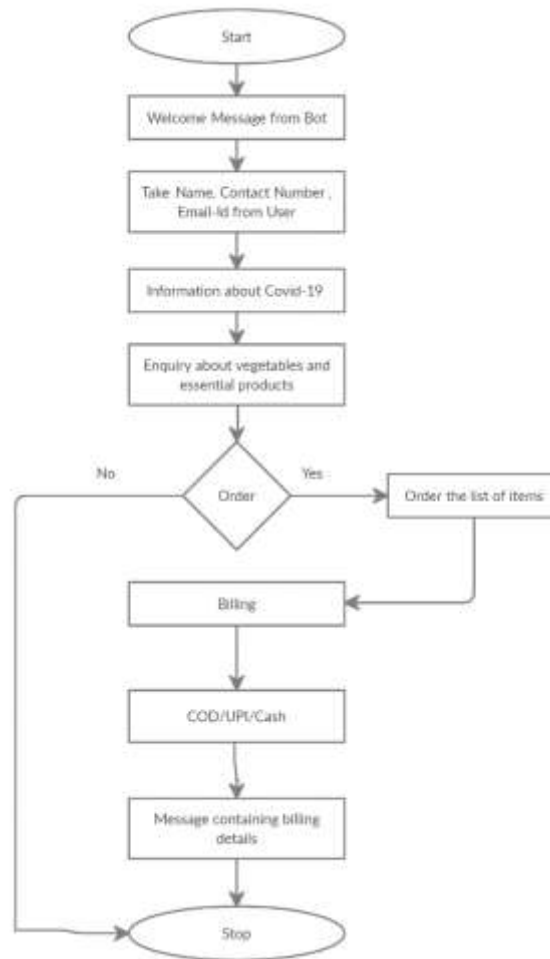 Start
Welcome Message from Bot
Take Name, Contact Number ,
Email-Id from User
Information about Covid-19
Enquiry about vegetables and
essential products
No
Order
Yes
Order the list of items
Billing
COD/UPI/Cash
Message containing billing
details
Stop